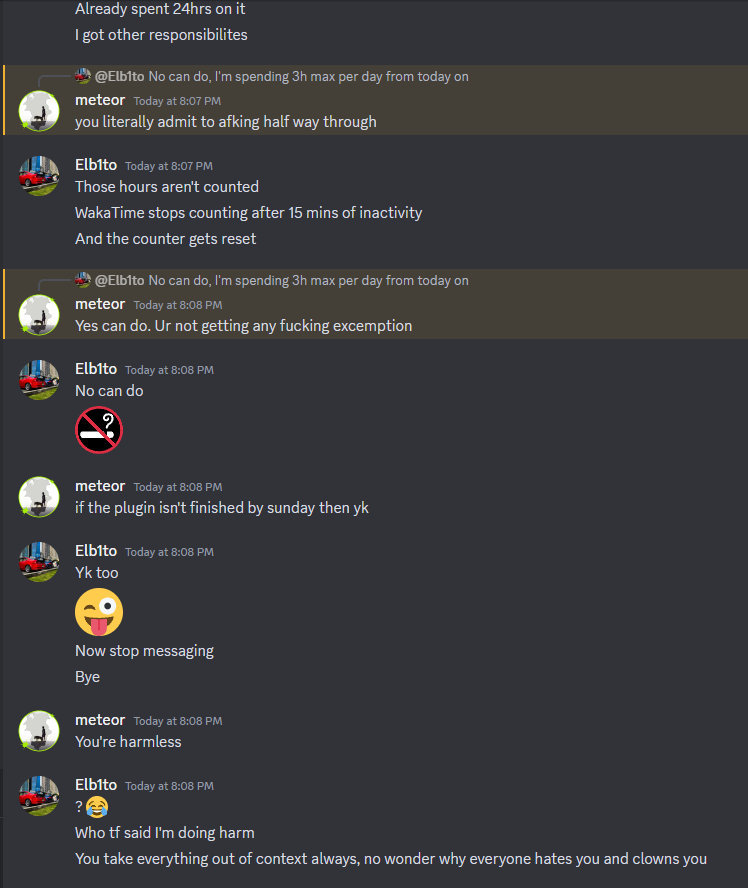 Already spent 24hrs on it
I got other responsibilites
@Elb1to No can do, I'm spending 3h max per day from today on
meteor Today at 8:07 PM
you literally admit to afking half way through
Elb1to Today at 8:07 PM
Those hours aren't counted
WakaTime stops counting after 15 mins of inactivity
And the counter gets reset
@Elb1to No can do, I'm spending 3h max per day from today on
meteor Today at 8:08 PM
Yes can do. Ur not getting any fucking excemption
Elb1to Today at 8:08 PM
No can do
meteor Today at 8:08 PM
if the plugin isn't finished by sunday then yk
Elb1to Today at 8:08 PM
Yk too
Now stop messaging
Bye
meteor Today at 8:08 PM
You're harmless
Elb1to Today at 8:08 PM
? 😂
Who tf said I'm doing harm
You take everything out of context always, no wonder why everyone hates you and clowns you